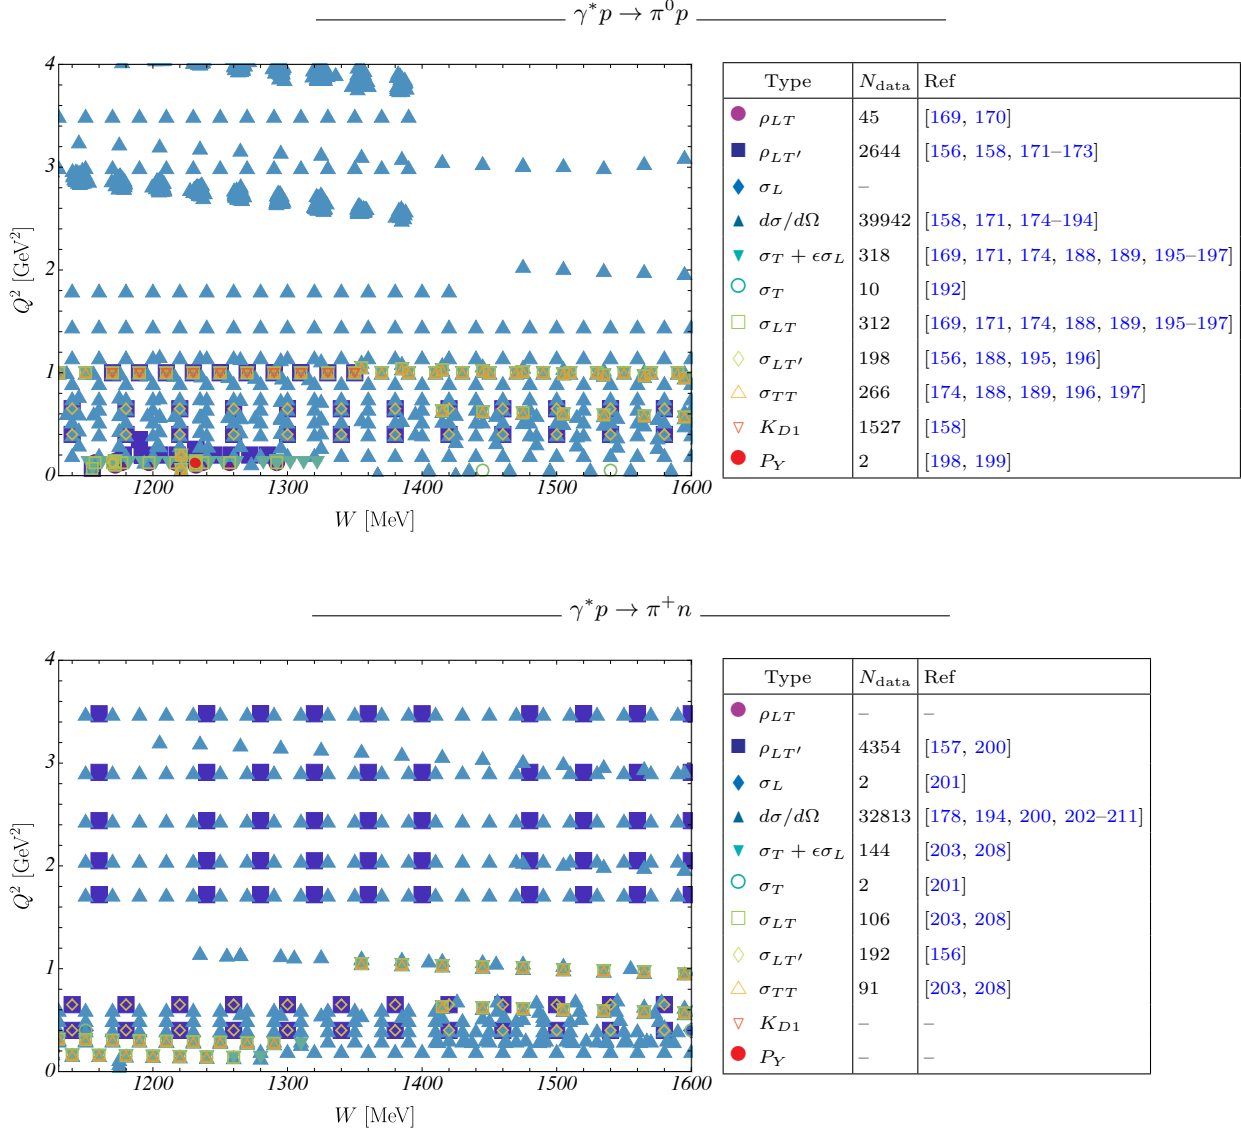 γ*p → π⁰p
4
3
2
1
0
Q² [GeV²]
1200 1300 1400 1500 1600
W [MeV]
Type N_data Ref
ρ_LT 45 [169, 170]
ρ_LT′ 2644 [156, 158, 171–173]
σ_L –
dσ/dΩ 39942 [158, 171, 174–194]
σ_T + ϵσ_L 318 [169, 171, 174, 188, 189, 195–197]
σ_T 10 [192]
σ_LT 312 [169, 171, 174, 188, 189, 195–197]
σ_LT′ 198 [156, 188, 195, 196]
σ_TT 266 [174, 188, 189, 196, 197]
K_D1 1527 [158]
P_Y 2 [198, 199]
γ*p → π⁺n
4
3
2
1
0
Q² [GeV²]
1200 1300 1400 1500 1600
W [MeV]
Type N_data Ref
ρ_LT – –
ρ_LT′ 4354 [157, 200]
σ_L 2 [201]
dσ/dΩ 32813 [178, 194, 200, 202–211]
σ_T + ϵσ_L 144 [203, 208]
σ_T 2 [201]
σ_LT 106 [203, 208]
σ_LT′ 192 [156]
σ_TT 91 [203, 208]
K_D1 – –
P_Y – –